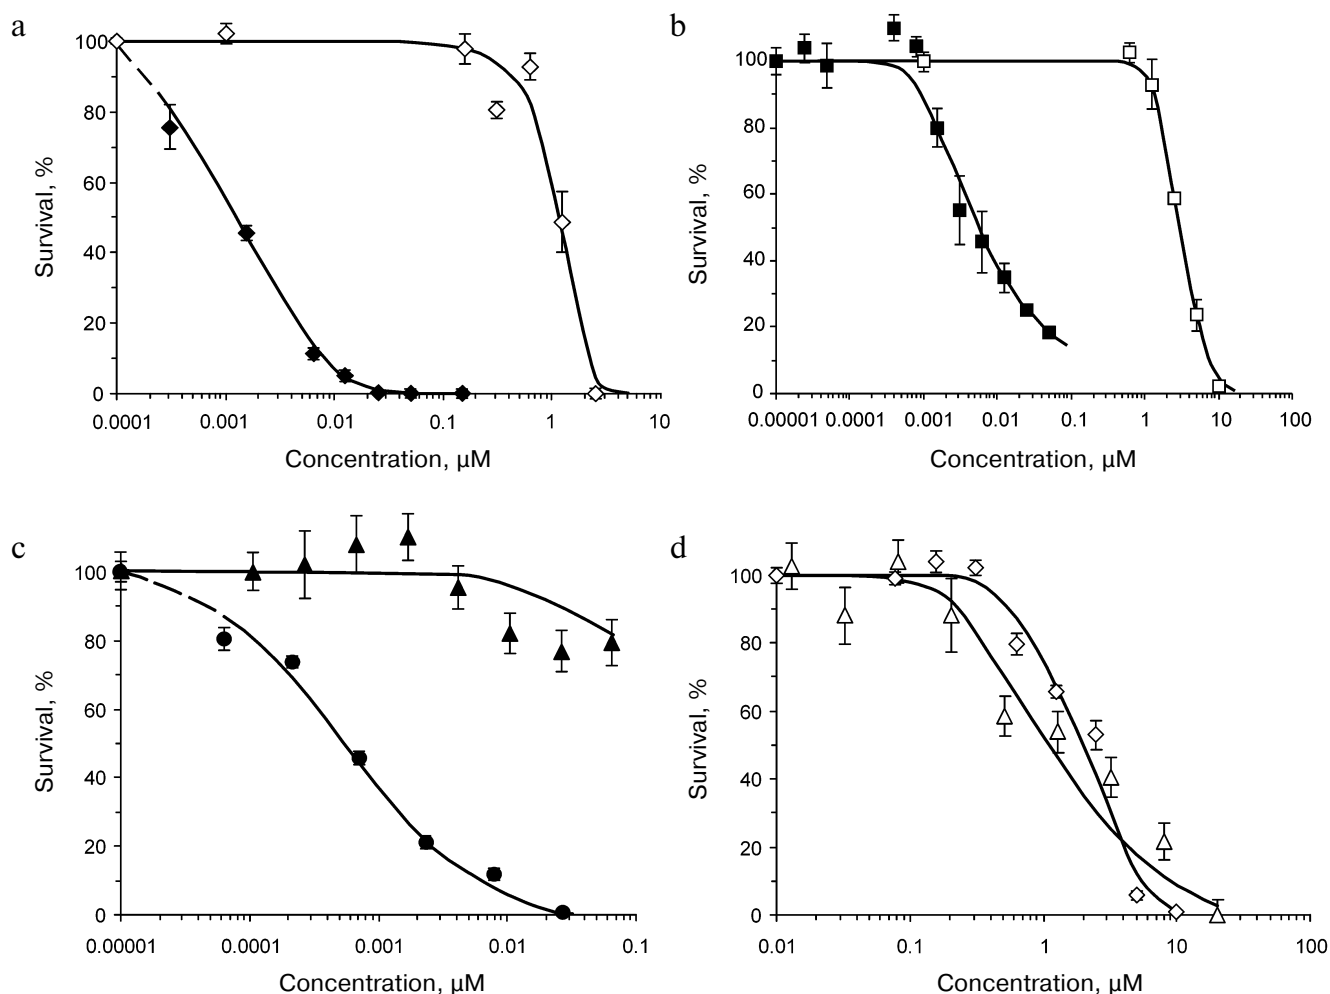 a
100
80
60
40
20
0
Survival, %
0.0001 0.001 0.01 0.1 1 10
Concentration, µM
b
100
80
60
40
20
0
Survival, %
0.00001 0.0001 0.001 0.01 0.1 1 10 100
Concentration, µM
c
100
80
60
40
20
0
Survival, %
0.00001 0.0001 0.001 0.01 0.1
Concentration, µM
d
100
80
60
40
20
0
Survival, %
0.01 0.1 1 10 100
Concentration, µM